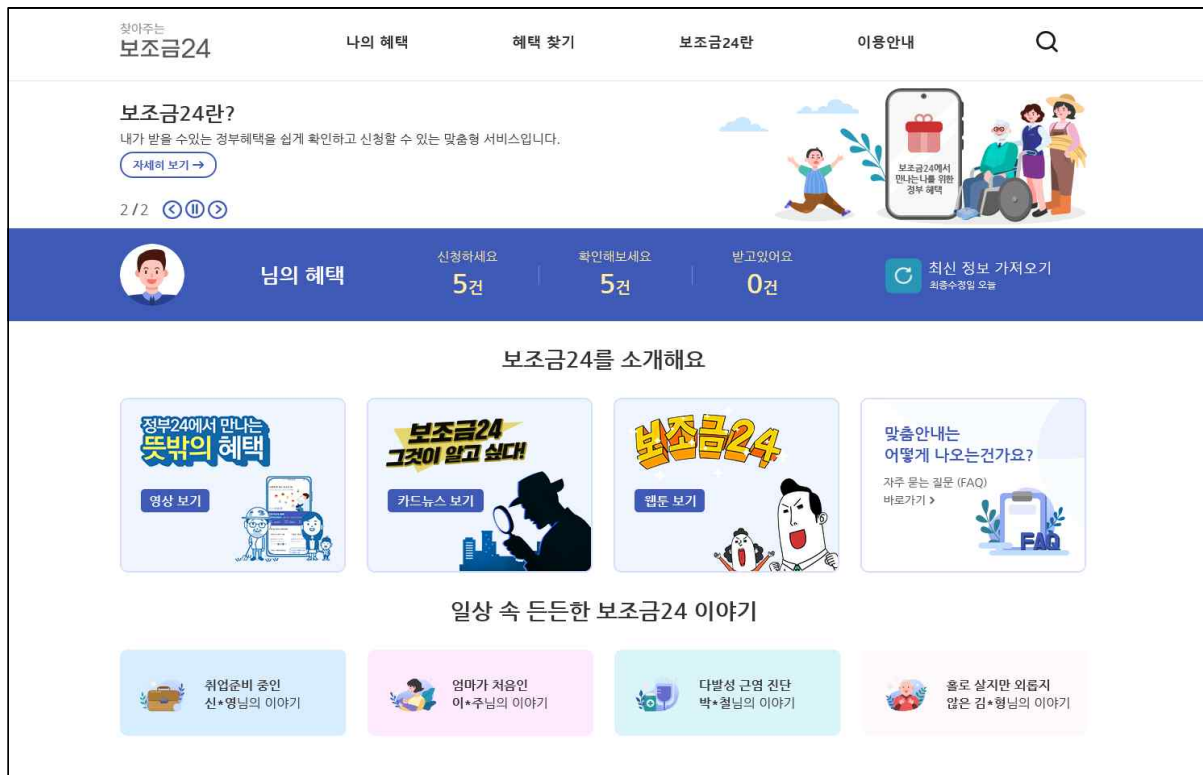 찾아주는
보조금24
나의 혜택
혜택 찾기
보조금24란
이용안내
보조금24란?
내가 받을 수있는 정부혜택을 쉽게 확인하고 신청할 수 있는 맞춤형 서비스입니다.
자세히 보기 →
2 / 2
보조금24에서
만나는 나를 위한
정부 혜택
님의 혜택
신청하세요
5건
확인해보세요
5건
받고있어요
0건
최신 정보 가져오기
최종수정일 오늘
보조금24를 소개해요
정부24에서 만나는
뜻밖의 혜택
영상 보기
보조금24
그것이 알고 싶다!
카드뉴스 보기
보조금24
웹툰 보기
맞춤안내는
어떻게 나오는건가요?
자주 묻는 질문 (FAQ)
바로가기 >
FAQ
일상 속 든든한 보조금24 이야기
취업준비 중인
신*영님의 이야기
엄마가 처음인
이*주님의 이야기
다발성 근염 진단
박*철님의 이야기
홀로 살지만 외롭지
않은 김*형님의 이야기